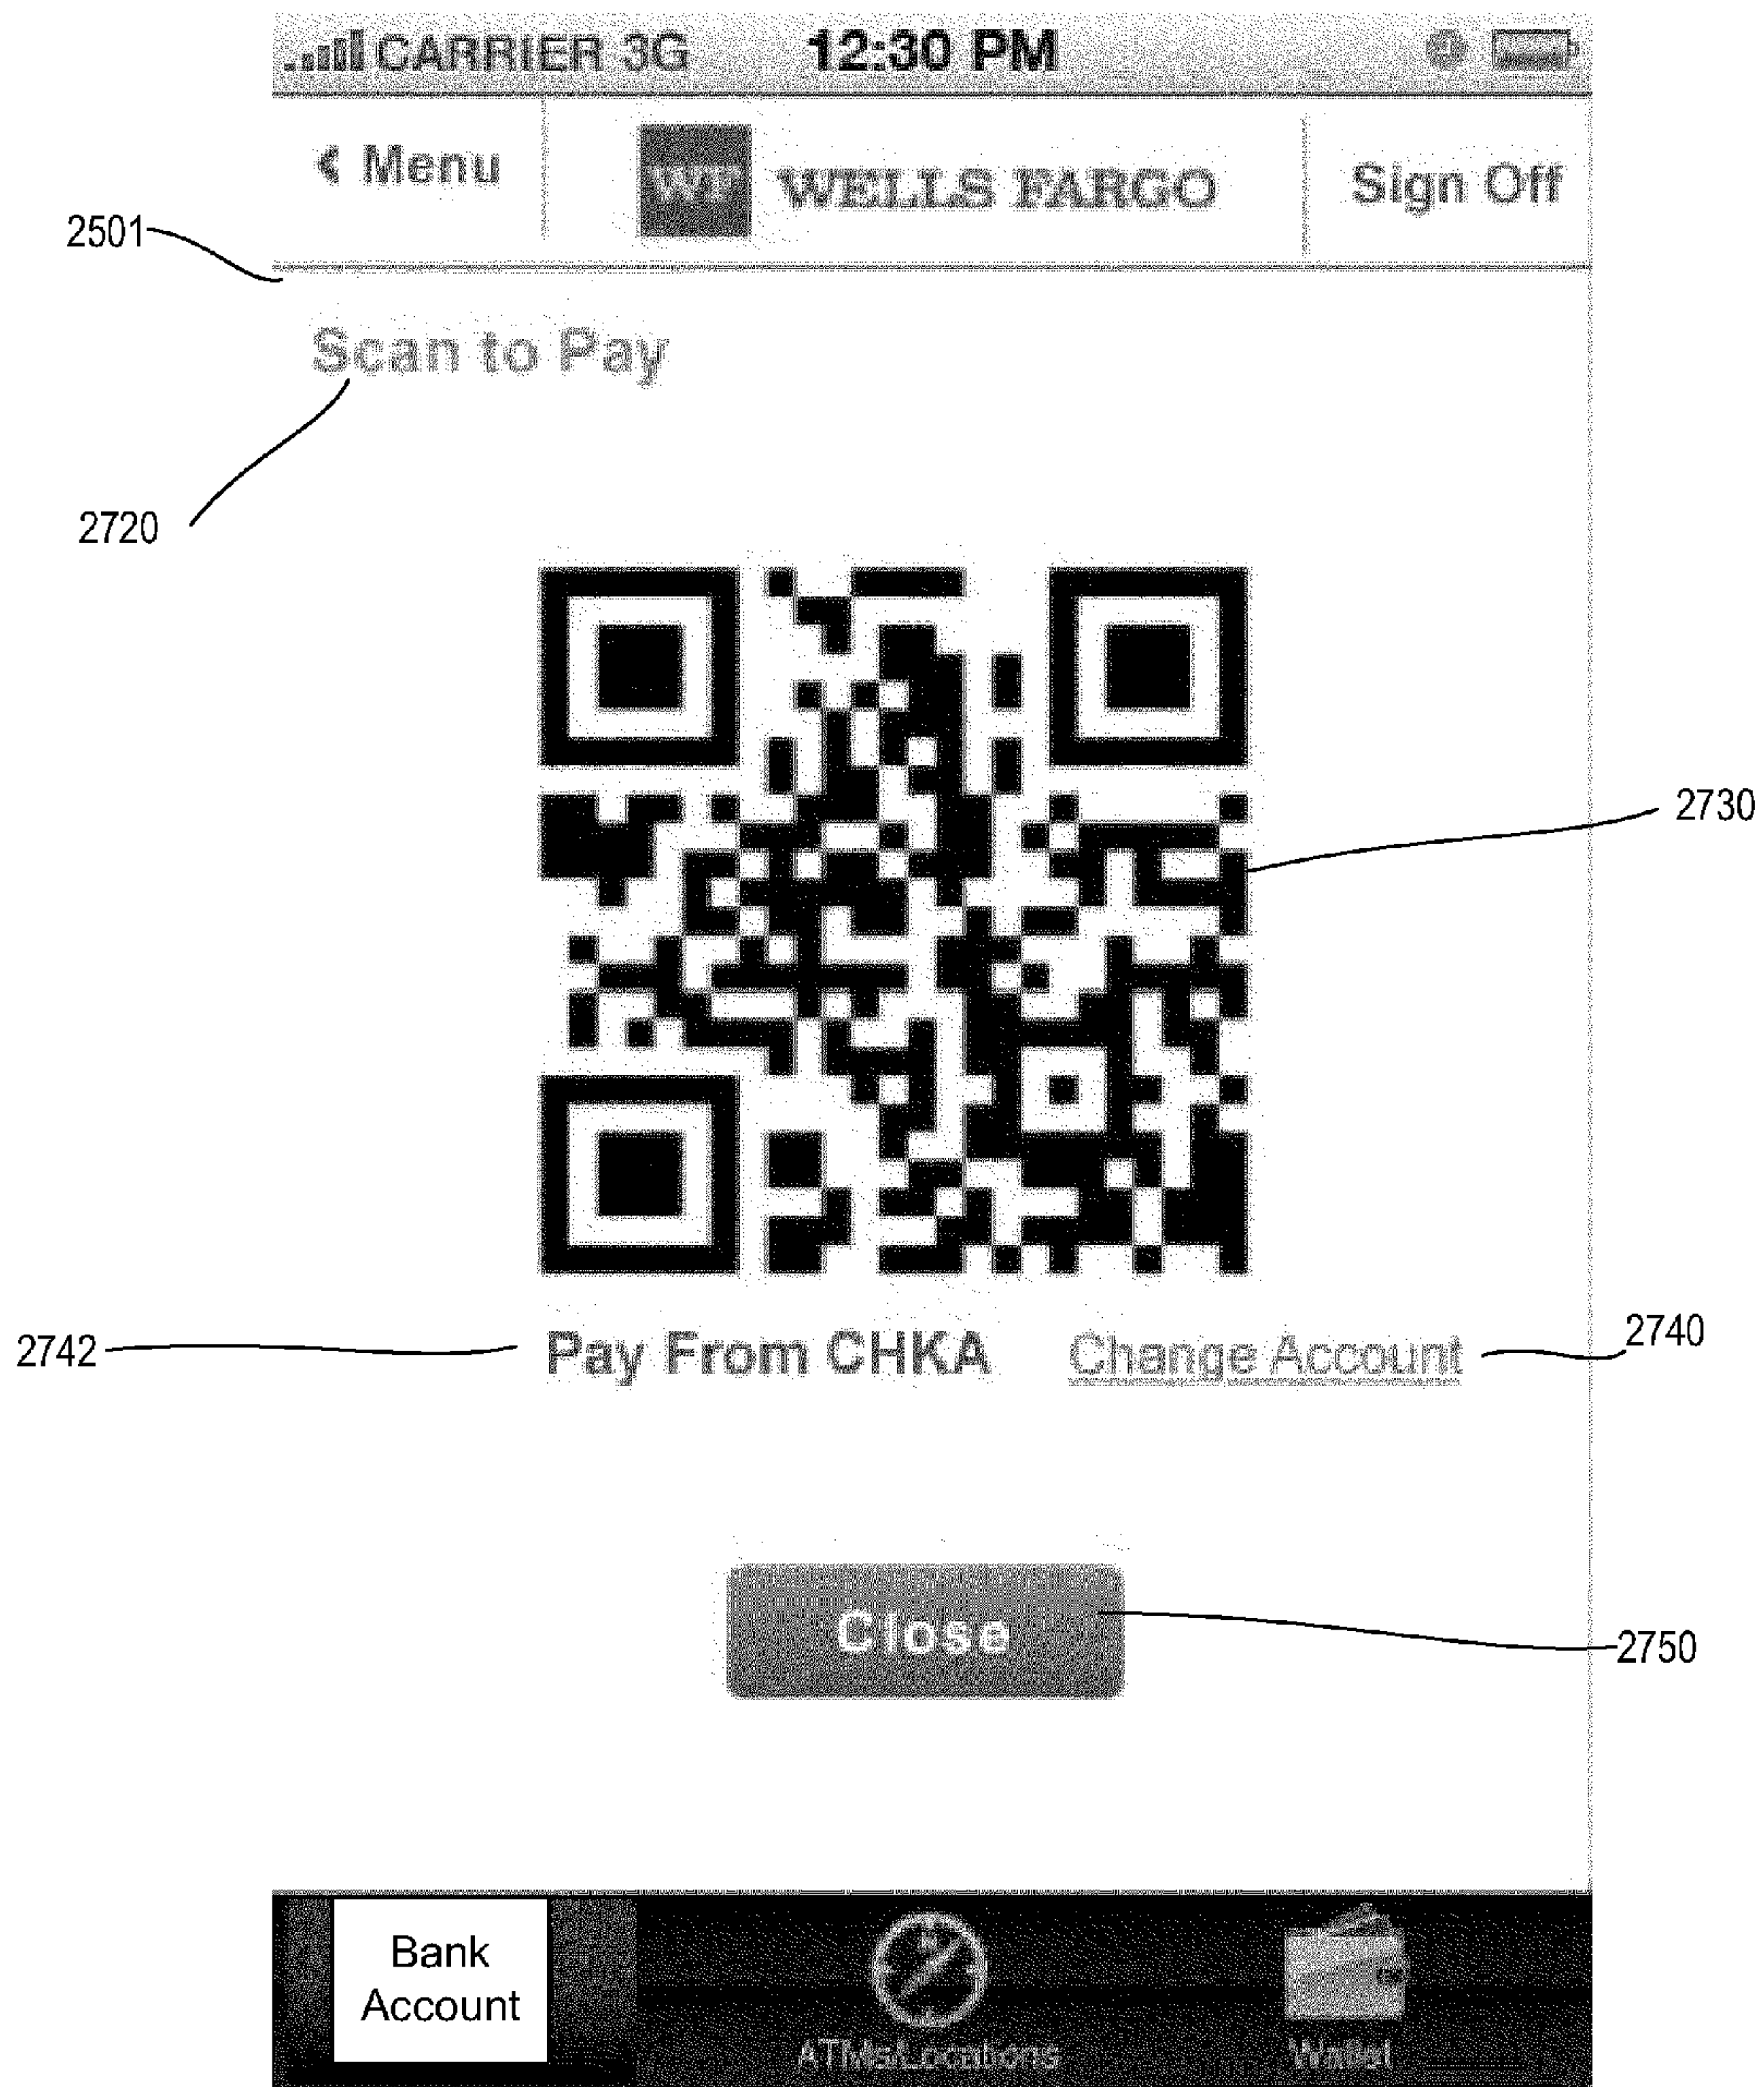 CARRIER 3G 12:30 PM
Menu WF WELLS FARGO Sign Off
2501
Scan to Pay
2720
2730
2742 Pay From CHKA Change Account 2740
Close
2750
Bank
Account
ATMs/Locations Wallet